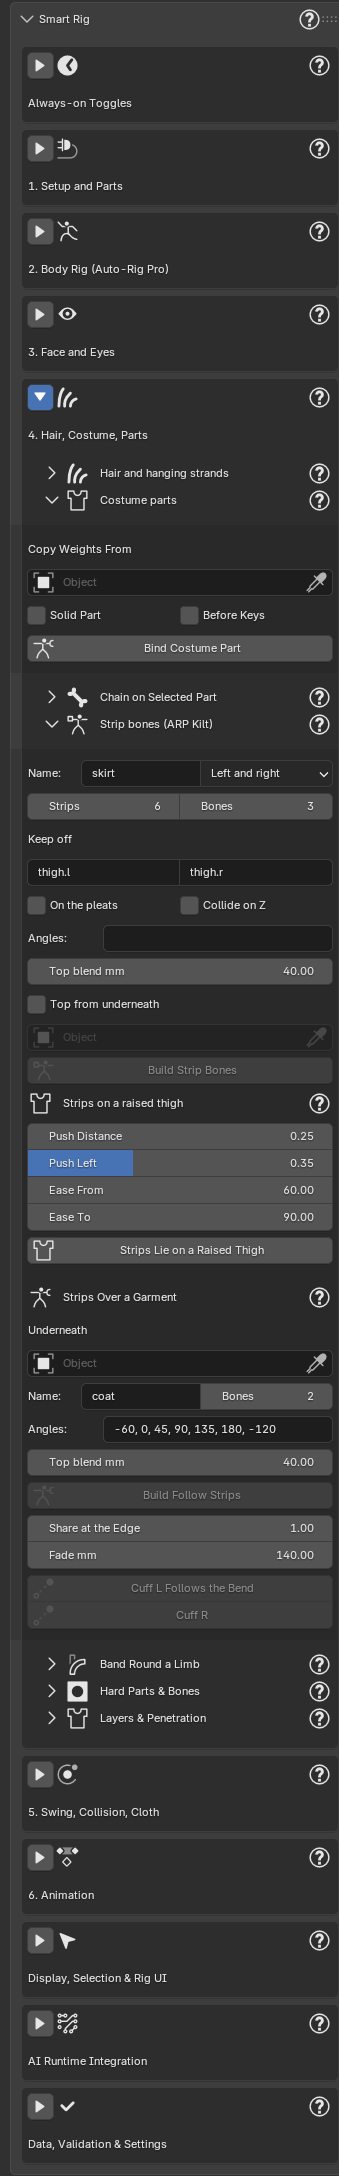 Smart Rig
Always-on Toggles
1. Setup and Parts
2. Body Rig (Auto-Rig Pro)
3. Face and Eyes
4. Hair, Costume, Parts
Hair and hanging strands
Costume parts
Copy Weights From
Object
Solid Part Before Keys
Bind Costume Part
Chain on Selected Part
Strip bones (ARP Kilt)
Name: skirt Left and right
Strips 6 Bones 3
Keep off
thigh.l thigh.r
On the pleats Collide on Z
Angles:
Top blend mm 40.00
Top from underneath
Object
Build Strip Bones
Strips on a raised thigh
Push Distance 0.25
Push Left 0.35
Ease From 60.00
Ease To 90.00
Strips Lie on a Raised Thigh
Strips Over a Garment
Underneath
Object
Name: coat Bones 2
Angles: -60, 0, 45, 90, 135, 180, -120
Top blend mm 40.00
Build Follow Strips
Share at the Edge 1.00
Fade mm 140.00
Cuff L Follows the Bend
Cuff R
Band Round a Limb
Hard Parts & Bones
Layers & Penetration
5. Swing, Collision, Cloth
6. Animation
Display, Selection & Rig UI
AI Runtime Integration
Data, Validation & Settings